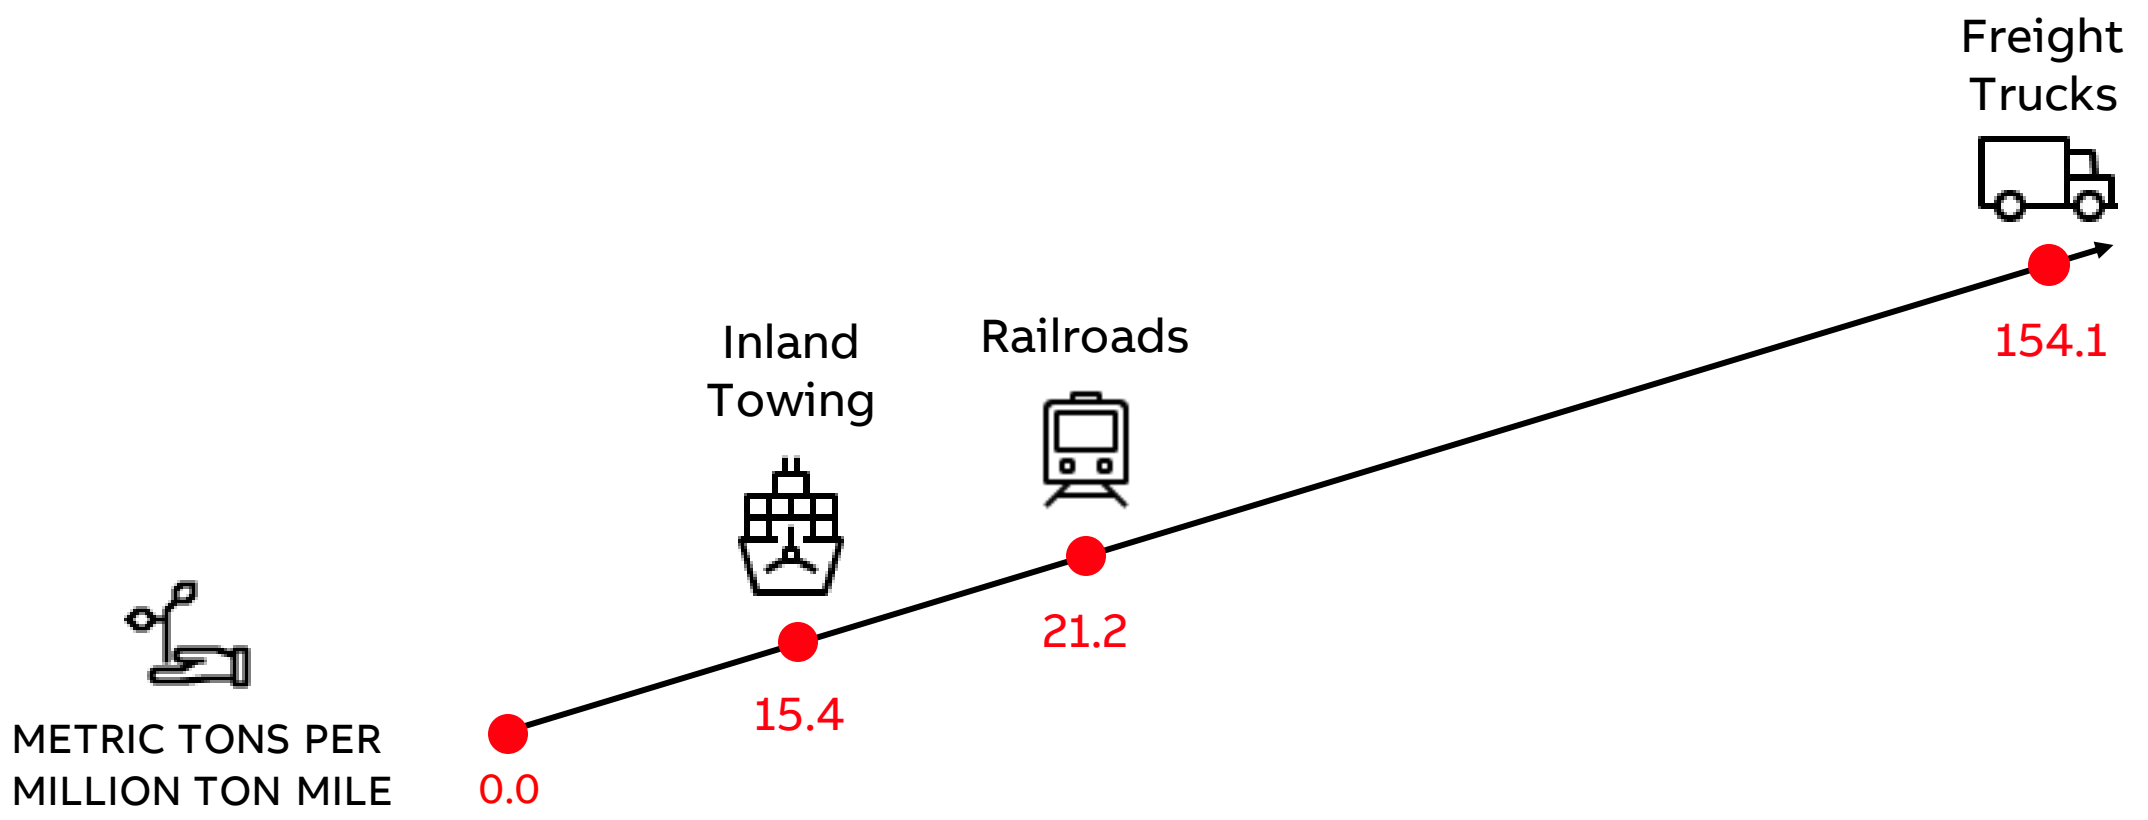 Freight
Trucks
154.1
Railroads
21.2
Inland
Towing
15.4
METRIC TONS PER
MILLION TON MILE
0.0